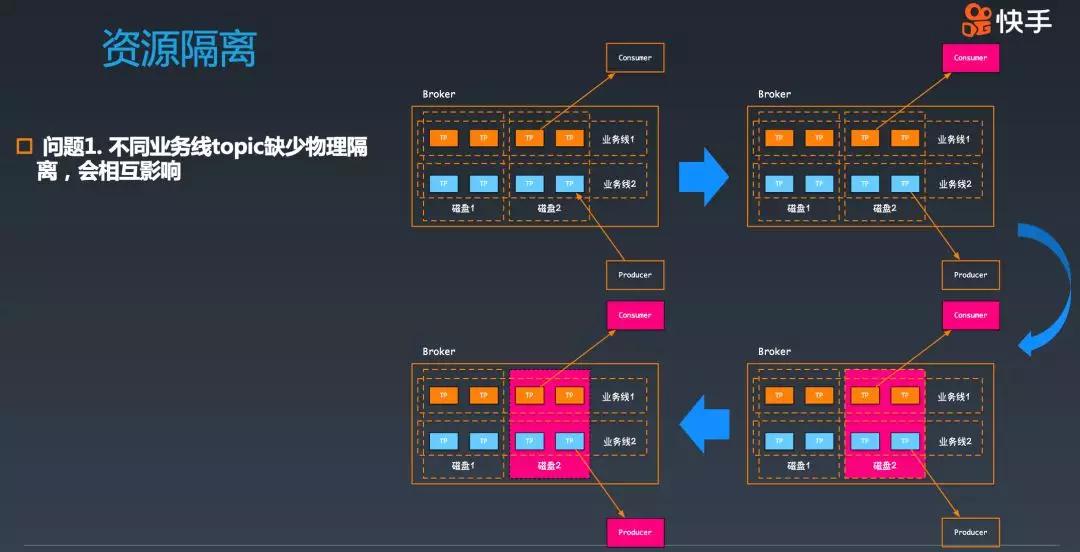 快手
资源隔离
问题1. 不同业务线topic缺少物理隔
离，会相互影响
Consumer
Broker
TP TP TP TP 业务线1
TP TP TP TP 业务线2
磁盘1 磁盘2
Producer
Consumer
Broker
TP TP TP TP 业务线1
TP TP TP TP 业务线2
磁盘1 磁盘2
Producer
Consumer
Broker
TP TP TP TP 业务线1
TP TP TP TP 业务线2
磁盘1 磁盘2
Producer
Consumer
Broker
TP TP TP TP 业务线1
TP TP TP TP 业务线2
磁盘1 磁盘2
Producer